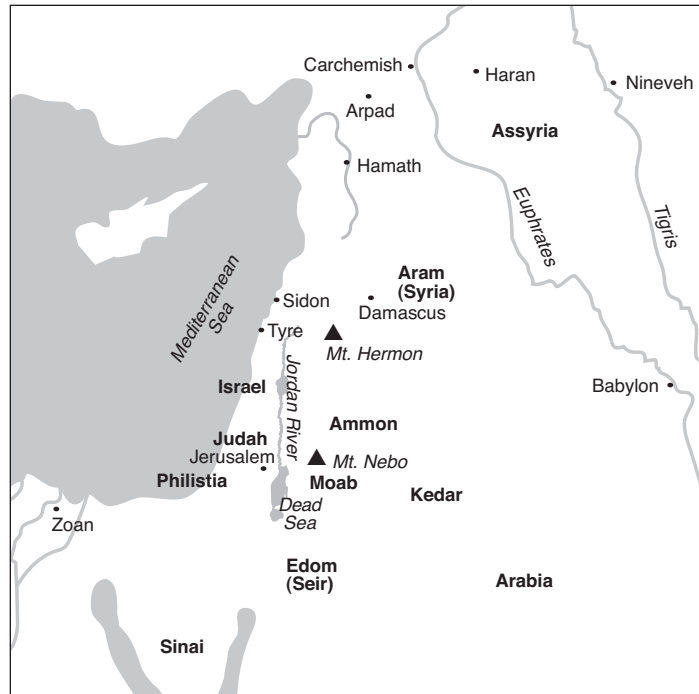 Carchemish
Haran
Nineveh
Arpad
Assyria
Hamath
Euphrates
Tigris
Mediterranean
Sea
Aram
(Syria)
Sidon
Damascus
Tyre
Mt. Hermon
Jordan River
Israel
Babylon
Ammon
Judah
Jerusalem
Mt. Nebo
Philistia
Moab
Kedar
Dead
Sea
Zoan
Edom
(Seir)
Arabia
Sinai